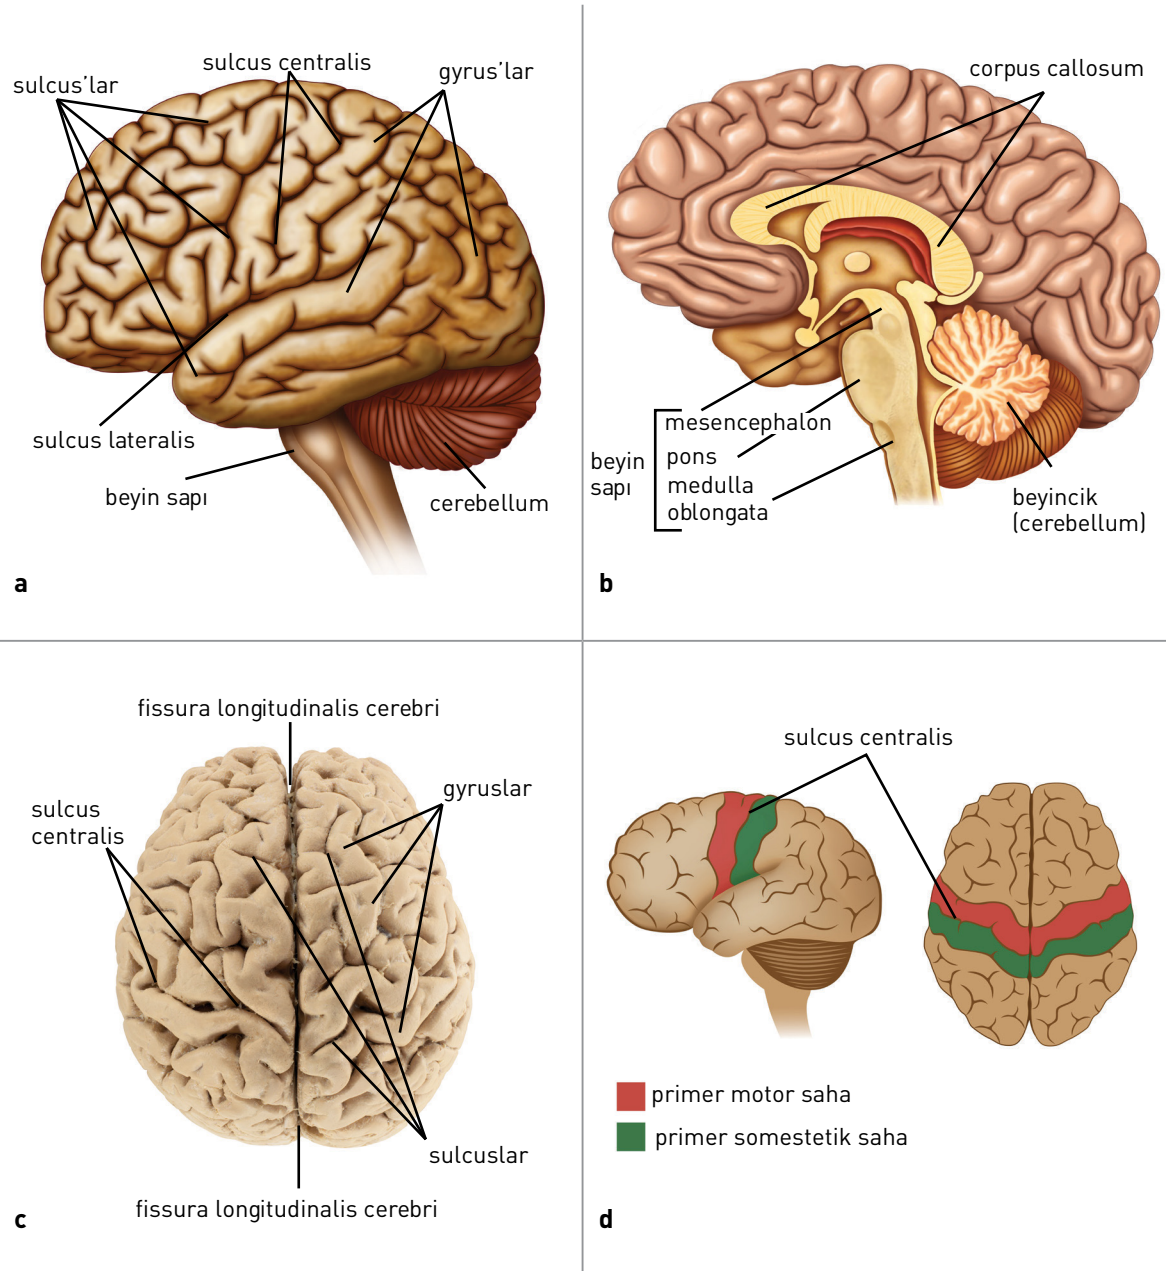 sulcus’lar
sulcus centralis
gyrus’lar
sulcus lateralis
beyin sapı
cerebellum
a
corpus callosum
beyin
sapı
mesencephalon
pons
medulla
oblongata
beyincik
(cerebellum)
b
fissura longitudinalis cerebri
sulcus
centralis
gyruslar
sulcuslar
fissura longitudinalis cerebri
c
sulcus centralis
primer motor saha
primer somestetik saha
d